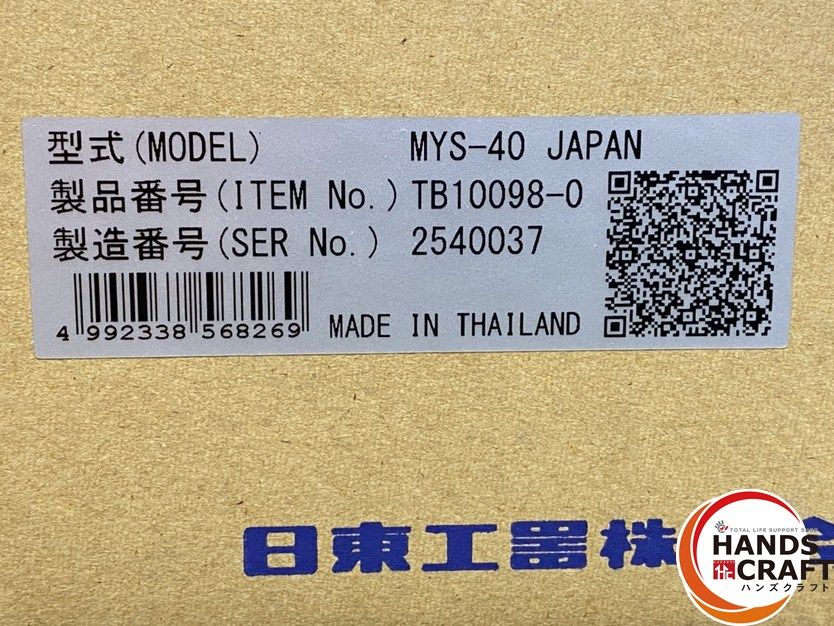 型式(MODEL) MYS-40 JAPAN
製品番号(ITEM No.) TB10098-0
製造番号(SER No.) 2540037
4 992338 568269
MADE IN THAILAND
日東工器株
TOTAL LIFE SUPPORT SHOP
HANDS
CRAFT
ハンズクラフト